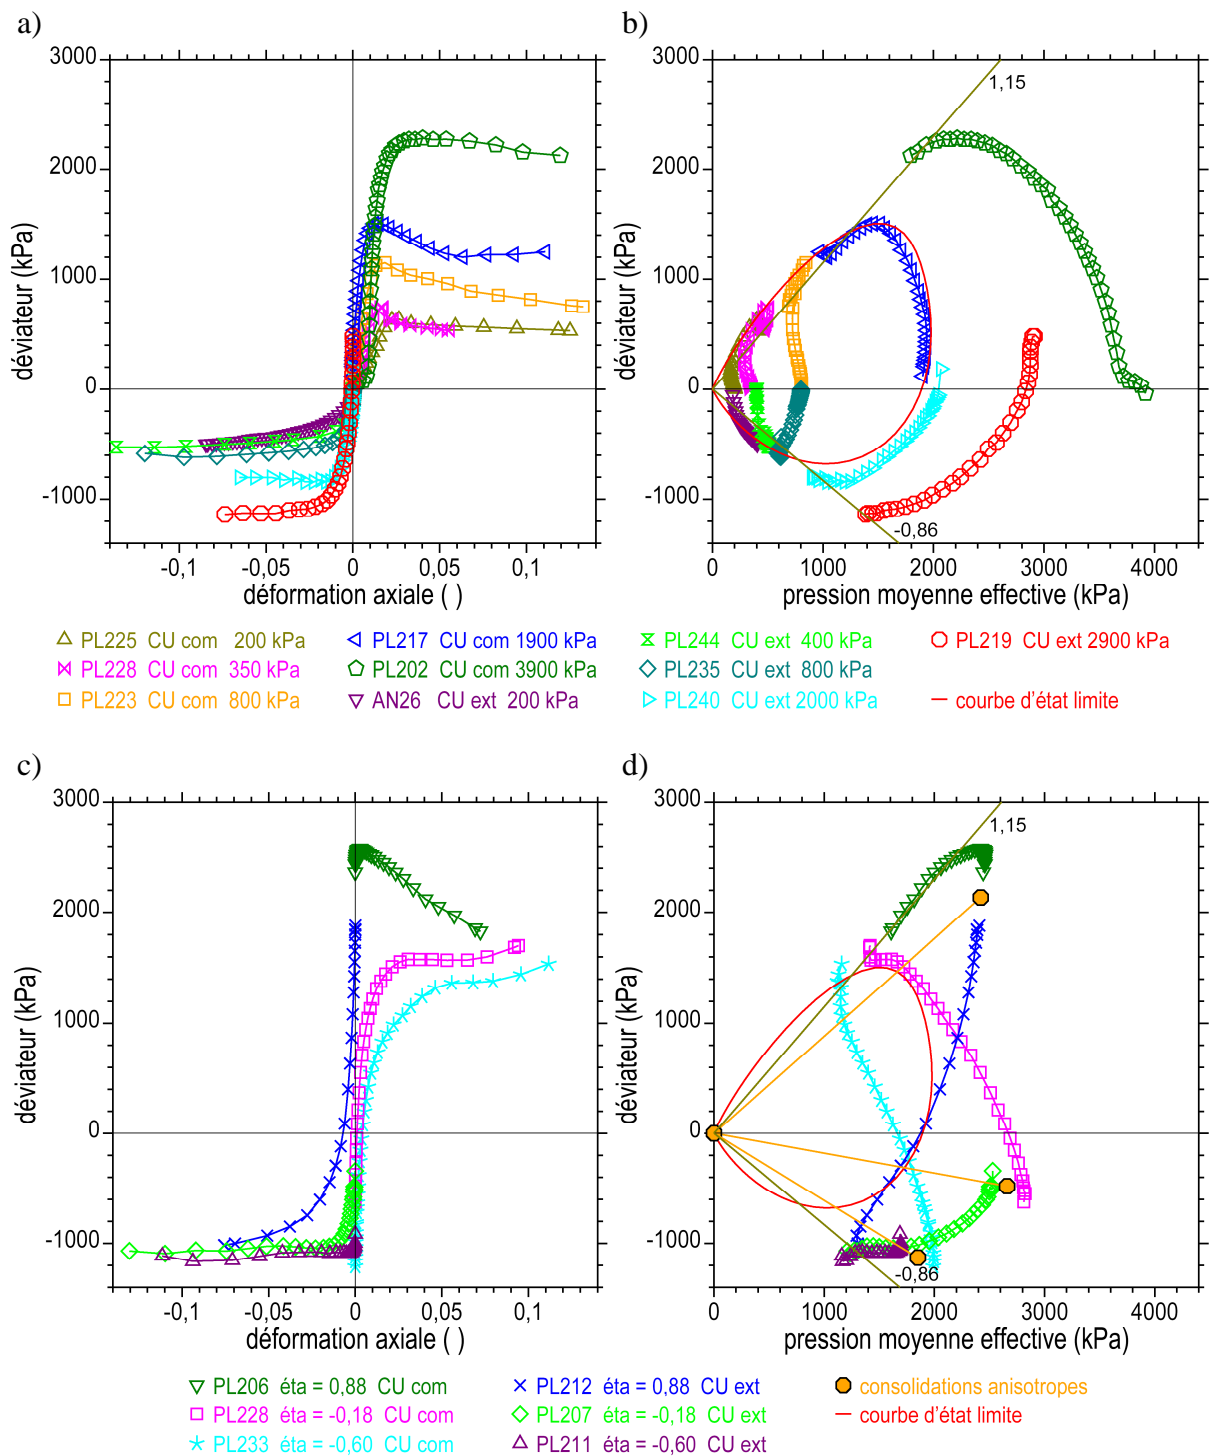 a)
b)
3000
2000
1000
0
-1000
déviateur (kPa)
-0,1
-0,05
0
0,05
0,1
déformation axiale ( )
3000
2000
1000
0
-1000
déviateur (kPa)
1,15
-0,86
0
1000
2000
3000
4000
pression moyenne effective (kPa)
PL225 CU com 200 kPa
PL228 CU com 350 kPa
PL223 CU com 800 kPa
PL217 CU com 1900 kPa
PL202 CU com 3900 kPa
AN26 CU ext 200 kPa
PL244 CU ext 400 kPa
PL235 CU ext 800 kPa
PL240 CU ext 2000 kPa
PL219 CU ext 2900 kPa
courbe d'état limite
c)
d)
3000
2000
1000
0
-1000
déviateur (kPa)
-0,1
-0,05
0
0,05
0,1
déformation axiale ( )
3000
2000
1000
0
-1000
déviateur (kPa)
1,15
-0,86
0
1000
2000
3000
4000
pression moyenne effective (kPa)
PL206 éta = 0,88 CU com
PL228 éta = -0,18 CU com
PL233 éta = -0,60 CU com
PL212 éta = 0,88 CU ext
PL207 éta = -0,18 CU ext
PL211 éta = -0,60 CU ext
consolidations anisotropes
courbe d'état limite